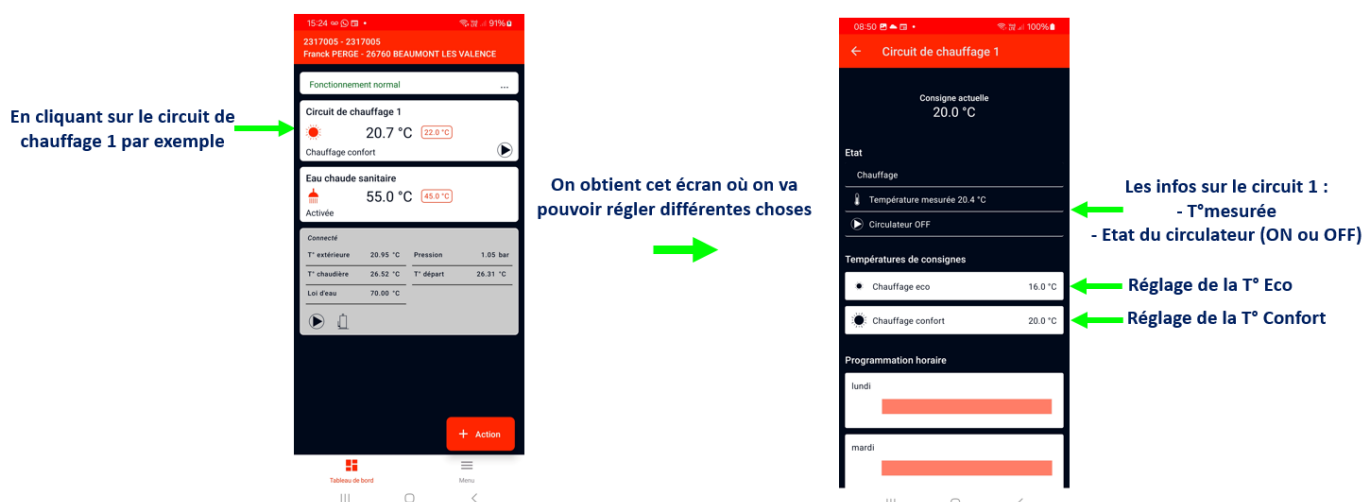 En cliquant sur le circuit de
chauffage 1 par exemple
15:24
91%
2317005 - 2317005
Franck PERGE - 26760 BEAUMONT LES VALENCE
Fonctionnement normal
...
Circuit de chauffage 1
20.7 °C 22.0 °C
Chauffage confort
Eau chaude sanitaire
55.0 °C 45.0 °C
Activée
Connecté
T° extérieure 20.95 °C Pression 1.05 bar
T° chaudière 26.52 °C T° départ 26.31 °C
Loi d'eau 70.00 °C
+ Action
Tableau de bord
Menu
On obtient cet écran où on va
pouvoir régler différentes choses
08:50
100%
Circuit de chauffage 1
Consigne actuelle
20.0 °C
Etat
Chauffage
Température mesurée 20.4 °C
Circulateur OFF
Températures de consignes
Chauffage eco 16.0 °C
Chauffage confort 20.0 °C
Programmation horaire
lundi
mardi
Les infos sur le circuit 1 :
- T°mesurée
- Etat du circulateur (ON ou OFF)
Réglage de la T° Eco
Réglage de la T° Confort